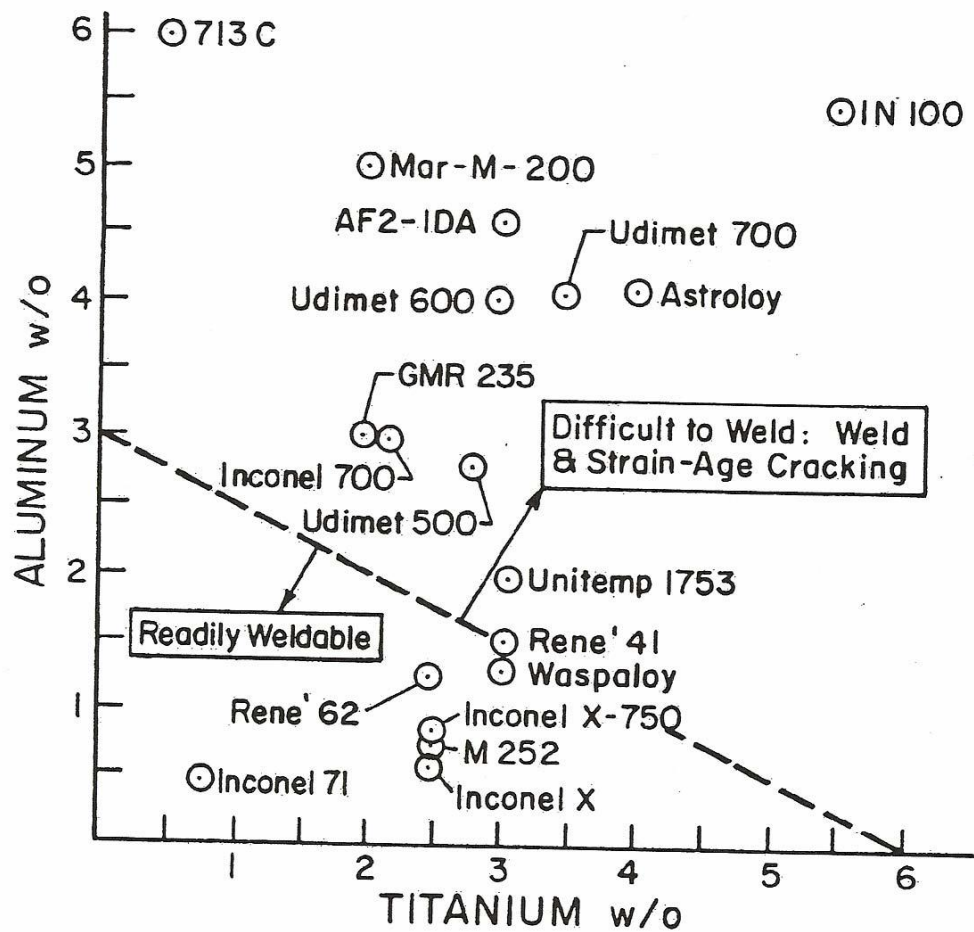 6
713 C
IN 100
5
Mar-M-200
AF2-1DA
Udimet 700
4
Udimet 600
Astroloy
GMR 235
3
Difficult to Weld: Weld
& Strain-Age Cracking
Inconel 700
Udimet 500
2
Unitemp 1753
Readily Weldable
Rene' 41
Waspaloy
1
Rene' 62
Inconel X-750
M 252
Inconel 71
Inconel X
1 2 3 4 5 6
ALUMINUM w/o
TITANIUM w/o